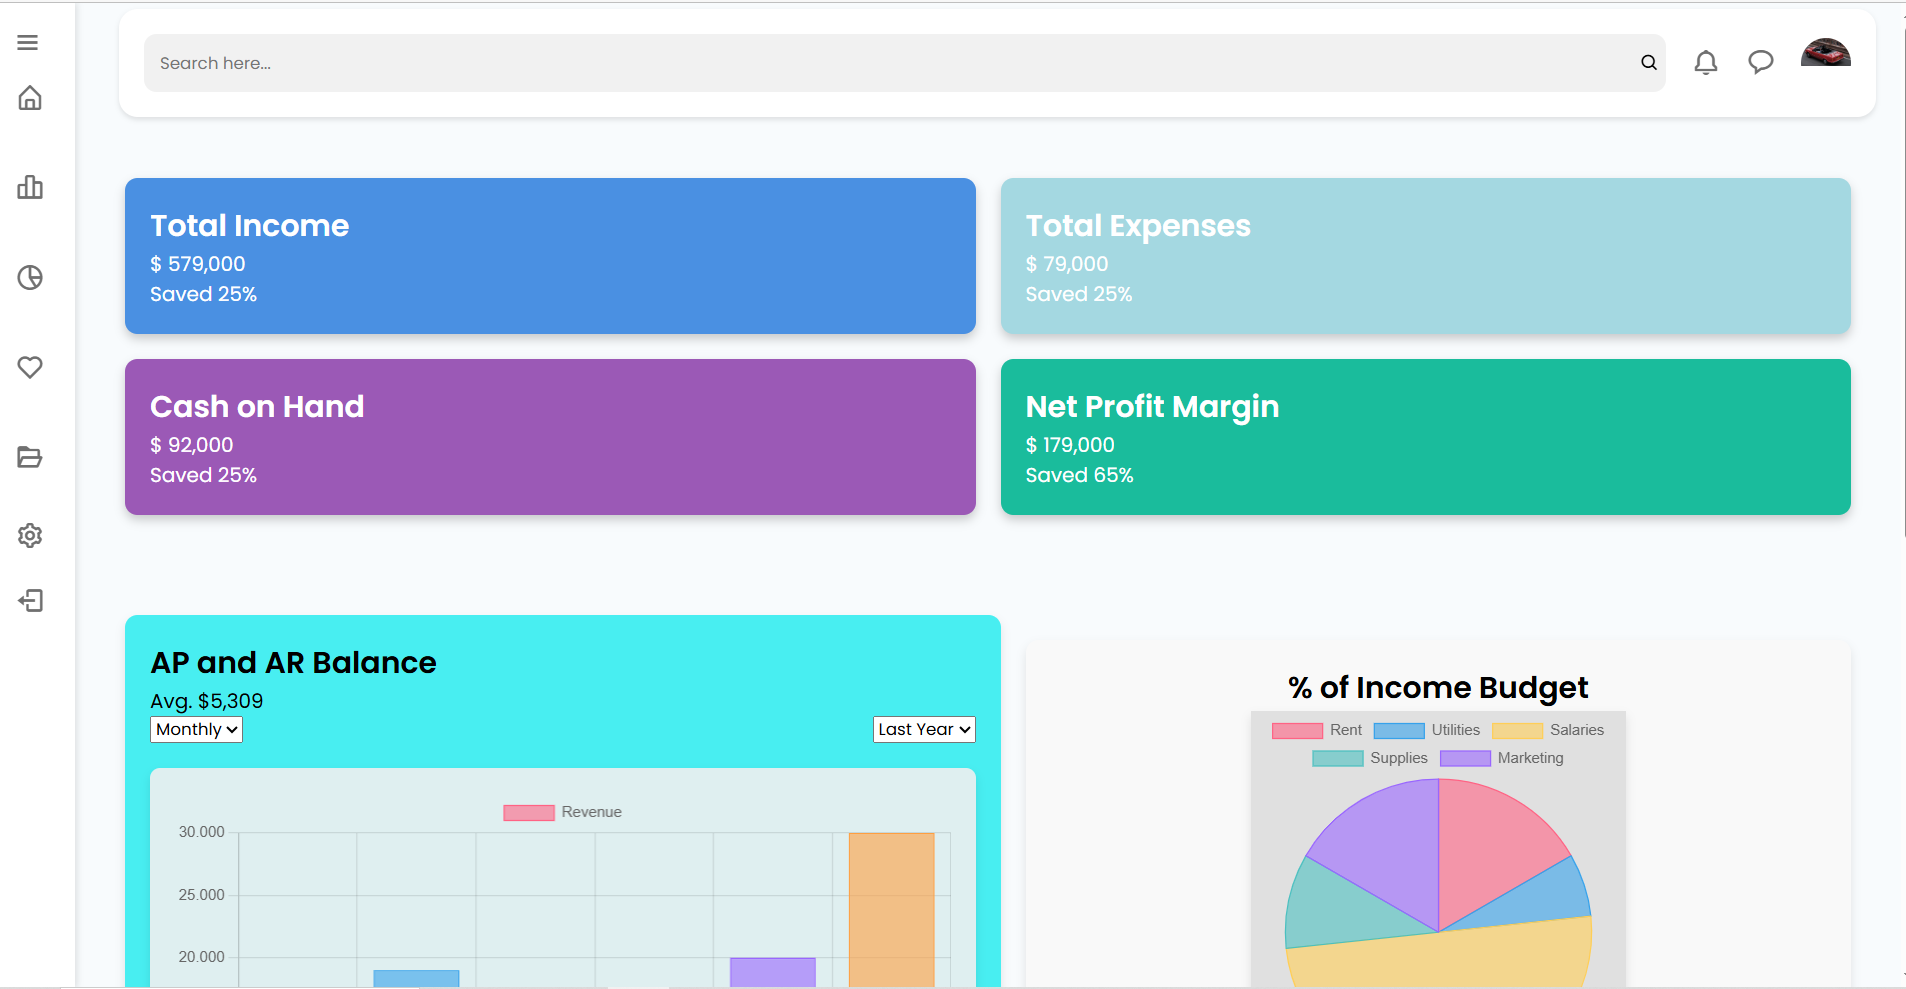 Search here...
Total Income
$ 579,000
Saved 25%
Total Expenses
$ 79,000
Saved 25%
Cash on Hand
$ 92,000
Saved 25%
Net Profit Margin
$ 179,000
Saved 65%
AP and AR Balance
Avg. $5,309
Monthly
Last Year
Revenue
30.000
25.000
20.000
% of Income Budget
Rent Utilities Salaries
Supplies Marketing